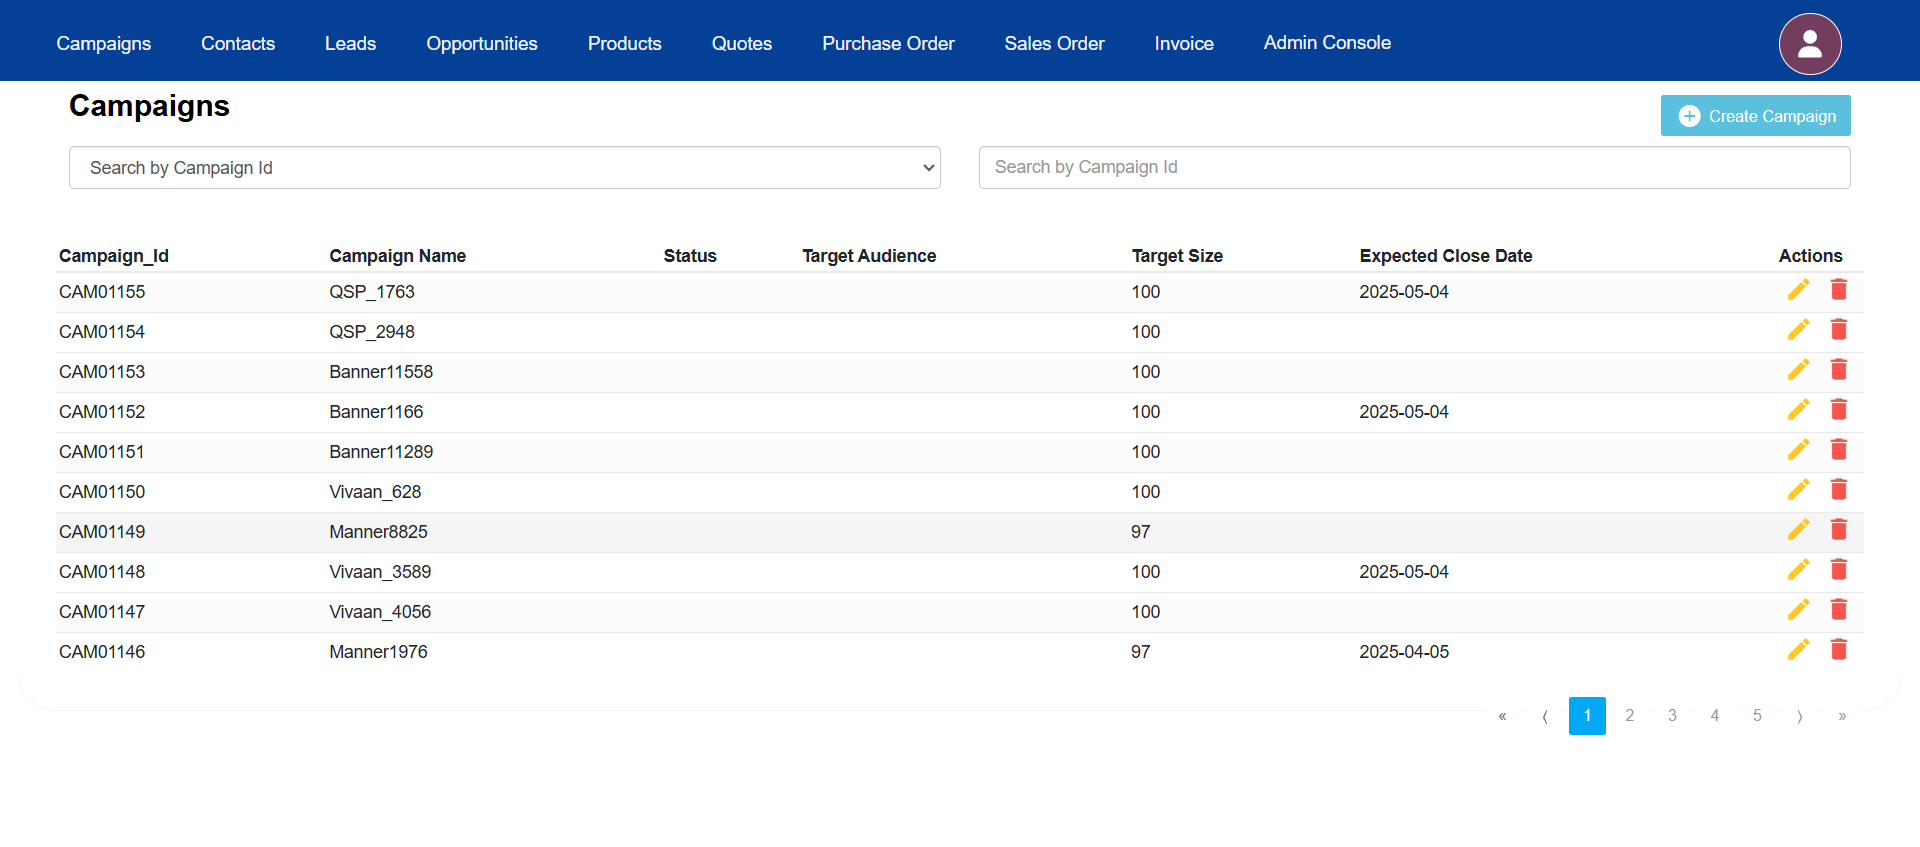 Campaigns Contacts Leads Opportunities Products Quotes Purchase Order Sales Order Invoice Admin Console
Campaigns
Create Campaign
Search by Campaign Id Search by Campaign Id
Campaign_Id Campaign Name Status Target Audience Target Size Expected Close Date Actions
CAM01155 QSP_1763 100 2025-05-04
CAM01154 QSP_2948 100
CAM01153 Banner11558 100
CAM01152 Banner1166 100 2025-05-04
CAM01151 Banner11289 100
CAM01150 Vivaan_628 100
CAM01149 Manner8825 97
CAM01148 Vivaan_3589 100 2025-05-04
CAM01147 Vivaan_4056 100
CAM01146 Manner1976 97 2025-04-05
« ⟨ 1 2 3 4 5 ⟩ »